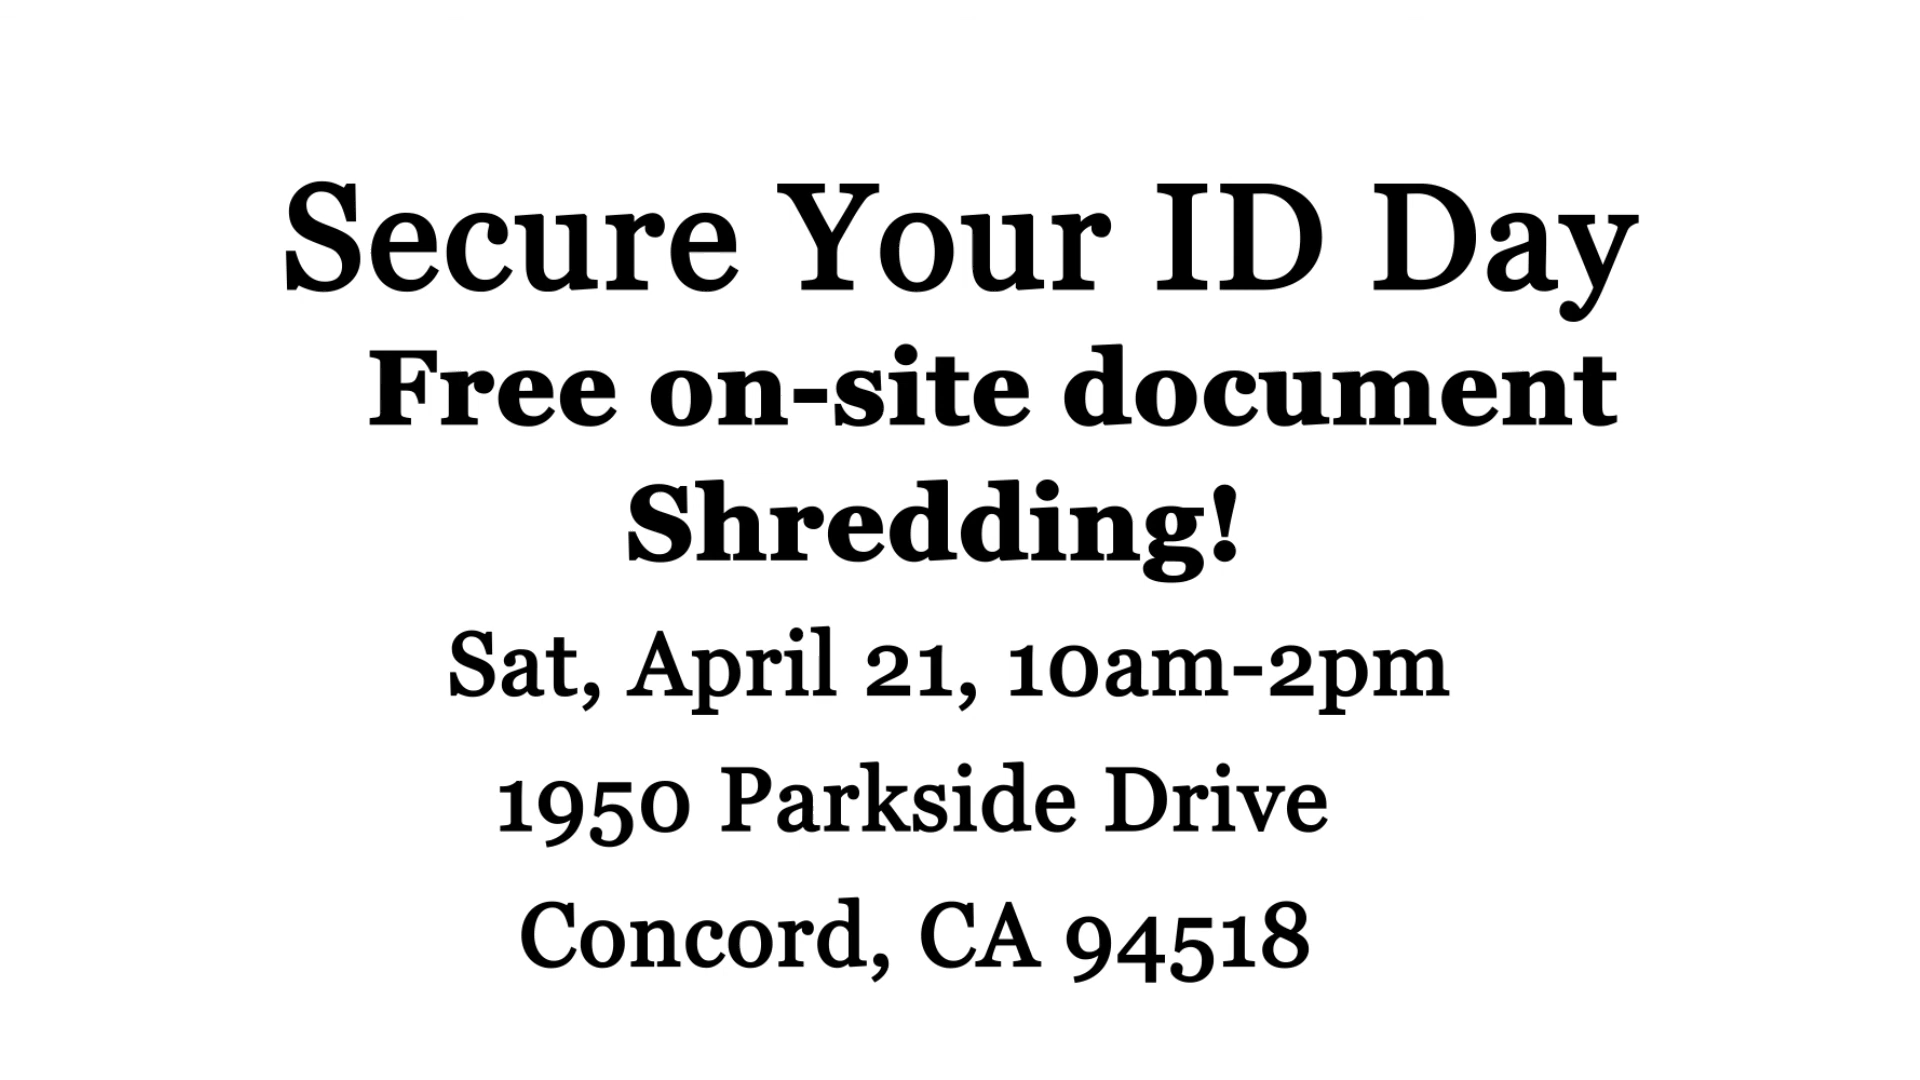 Secure Your ID Day
Free on-site document
Shredding!
Sat, April 21, 10am-2pm
1950 Parkside Drive
Concord, CA 94518